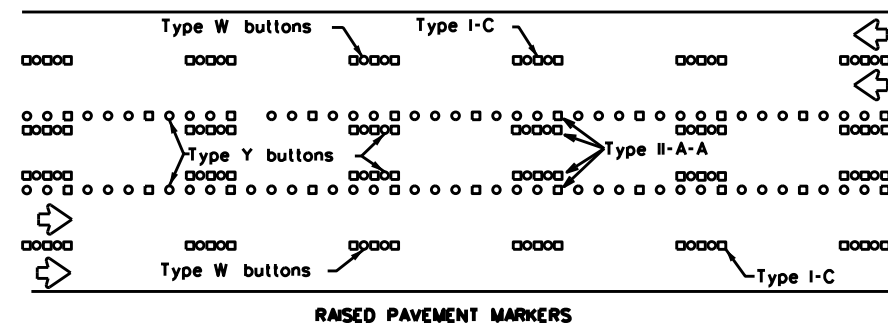 Type W buttons
Type I-C
Type Y buttons
Type II-A-A
Type W buttons
Type I-C
RAISED PAVEMENT MARKERS